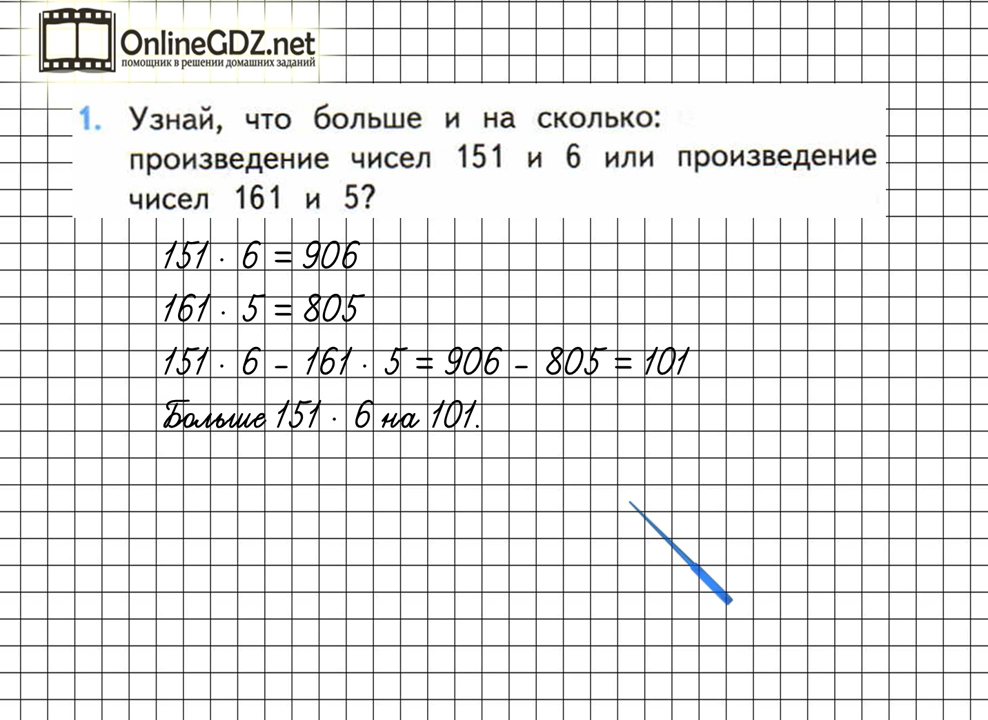 OnlineGDZ.net
помощник в решении домашних заданий
1. Узнай, что больше и на сколько:
произведение чисел 151 и 6 или произведение
чисел 161 и 5?
151 · 6 = 906
161 · 5 = 805
151 · 6 - 161 · 5 = 906 - 805 = 101
Больше 151 · 6 на 101.